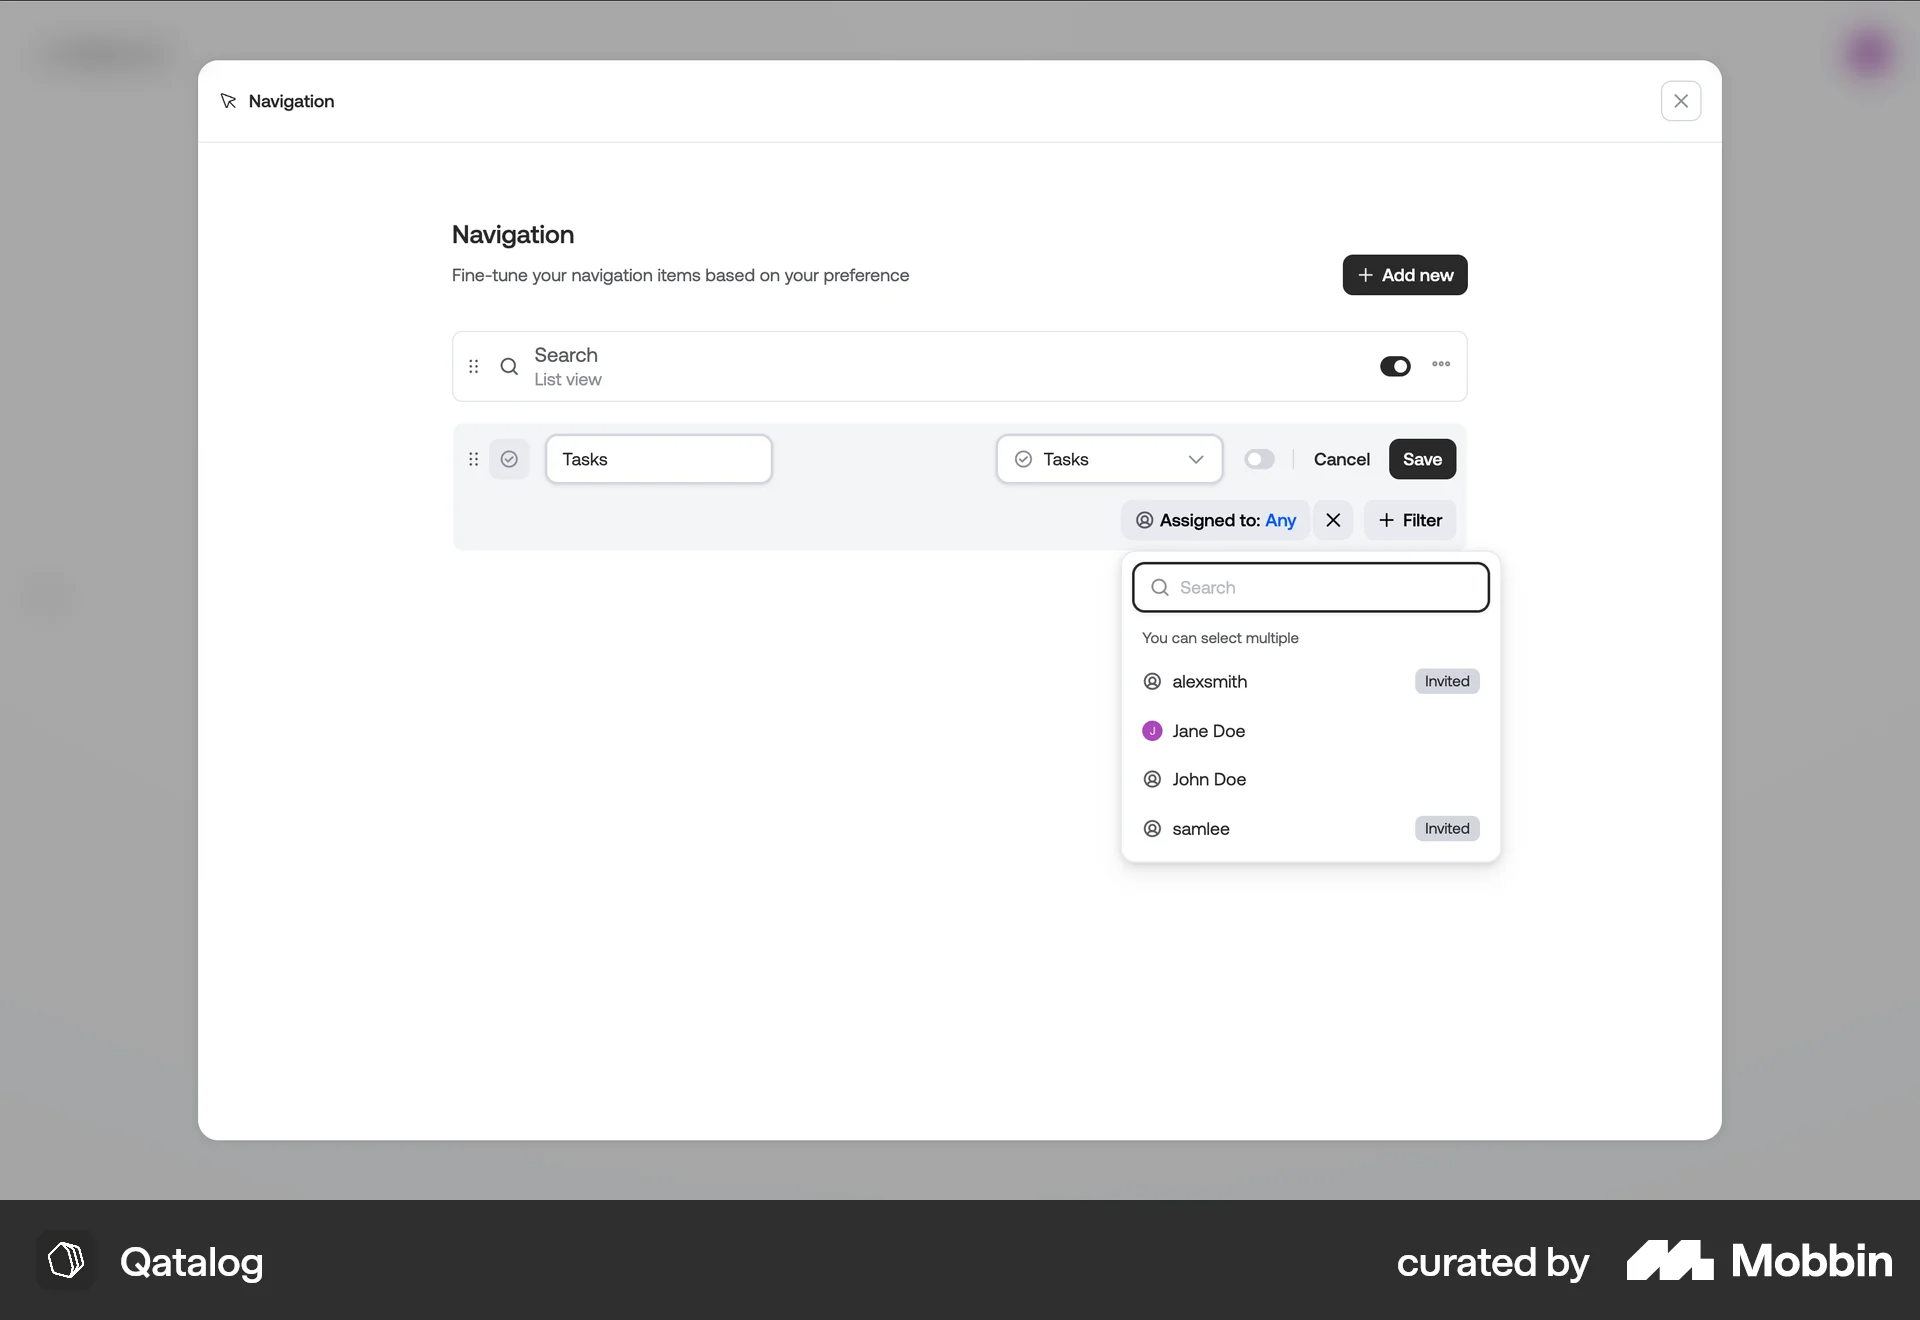 Navigation
Navigation
Fine-tune your navigation items based on your preference
Add new
Search
List view
Tasks
Tasks
Cancel
Save
Assigned to: Any
Filter
Search
You can select multiple
alexsmith
Invited
J
Jane Doe
John Doe
samlee
Invited
Qatalog
curated by
Mobbin